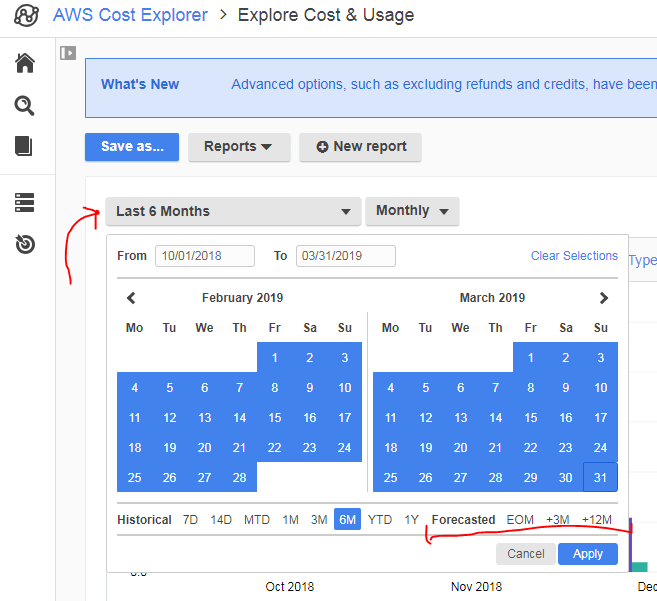 AWS Cost Explorer > Explore Cost & Usage
What's New Advanced options, such as excluding refunds and credits, have been
Save as... Reports New report
Last 6 Months Monthly
From 10/01/2018 To 03/31/2019 Clear Selections
Type
February 2019 March 2019
Mo Tu We Th Fr Sa Su Mo Tu We Th Fr Sa Su
1 2 3 1 2 3
4 5 6 7 8 9 10 4 5 6 7 8 9 10
11 12 13 14 15 16 17 11 12 13 14 15 16 17
18 19 20 21 22 23 24 18 19 20 21 22 23 24
25 26 27 28 25 26 27 28 29 30 31
Historical 7D 14D MTD 1M 3M 6M YTD 1Y Forecasted EOM +3M +12M
Cancel Apply
Oct 2018 Nov 2018 Dec